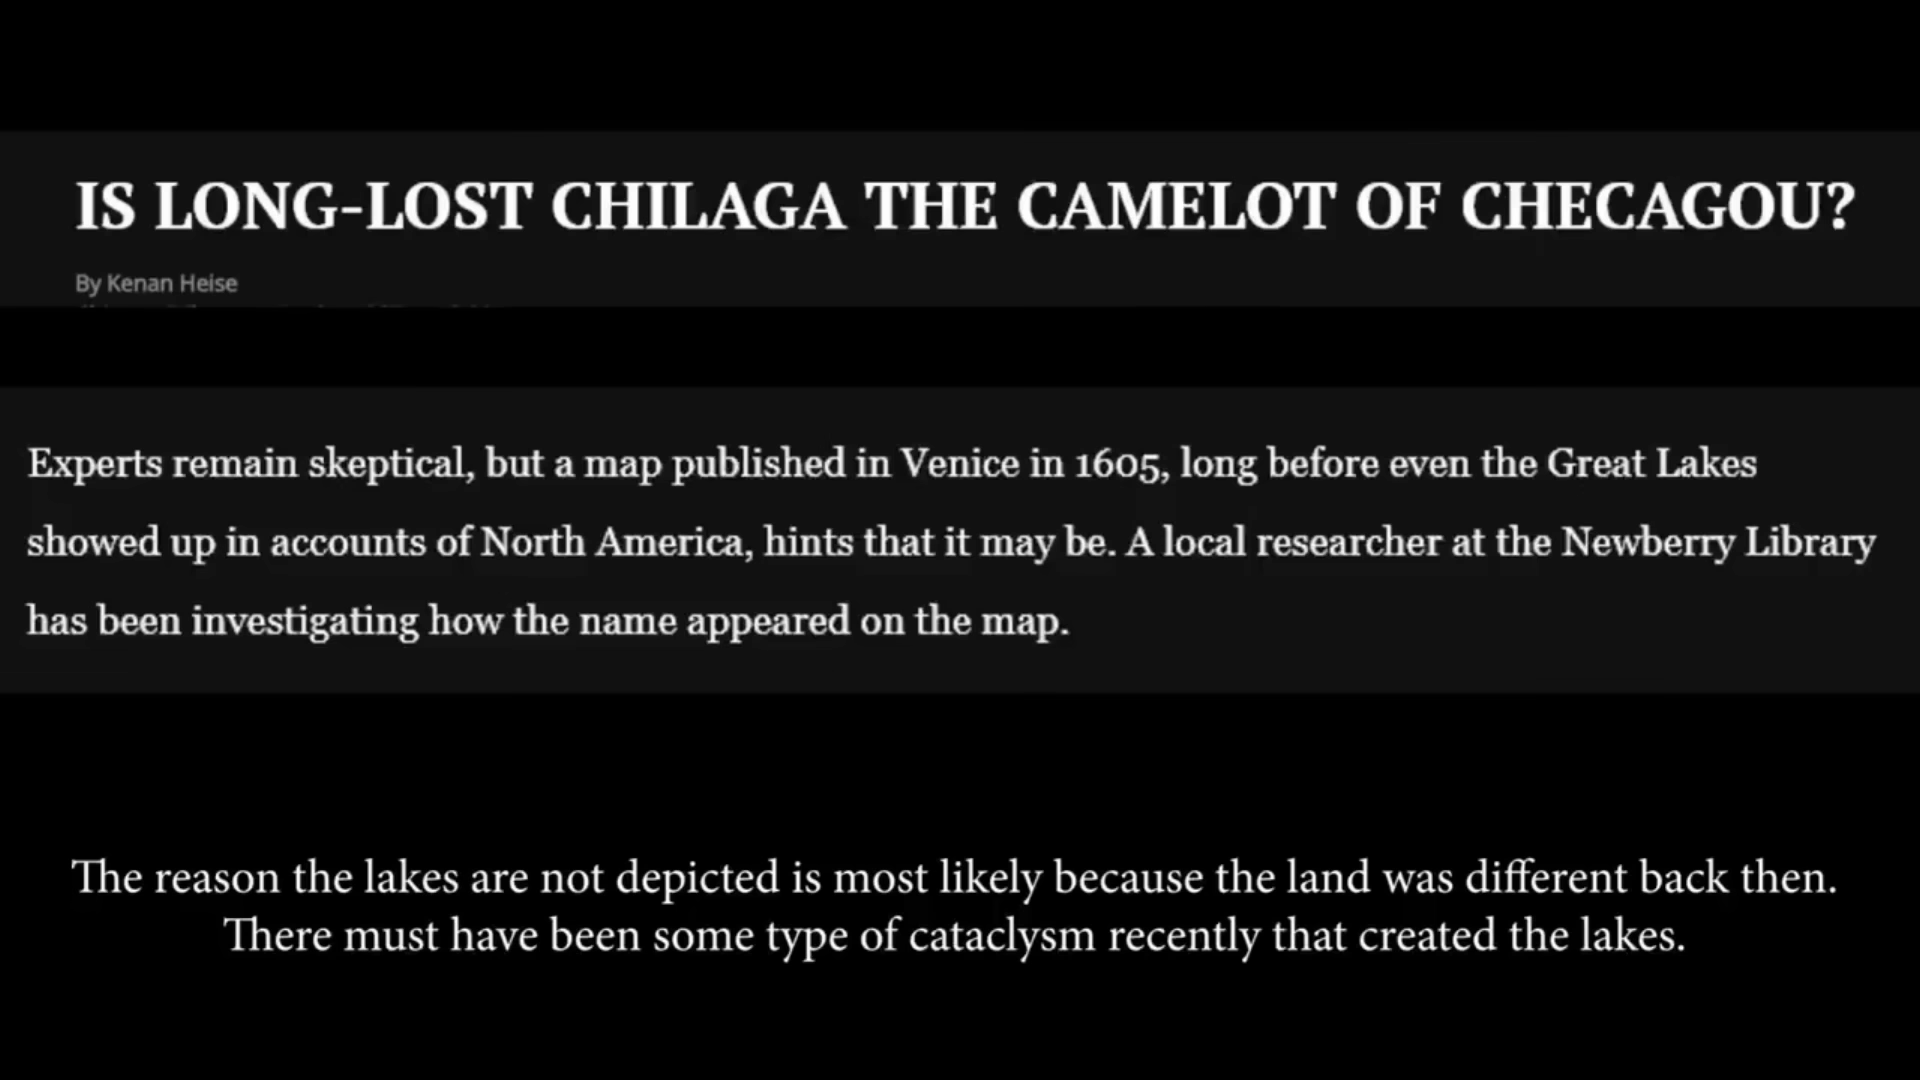 IS LONG-LOST CHILAGA THE CAMELOT OF CHECAGOU?
By Kenan Heise
Experts remain skeptical, but a map published in Venice in 1605, long before even the Great Lakes
showed up in accounts of North America, hints that it may be. A local researcher at the Newberry Library
has been investigating how the name appeared on the map.
The reason the lakes are not depicted is most likely because the land was different back then.
There must have been some type of cataclysm recently that created the lakes.